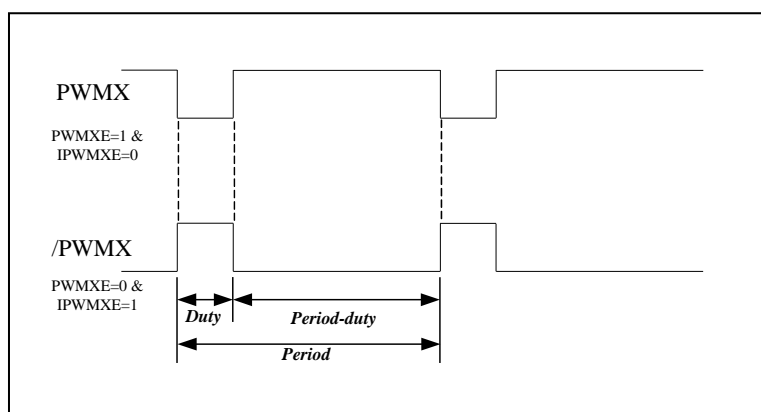 PWMX
PWMXE=1 &
IPWMXE=0
/PWMX
PWMXE=0 &
IPWMXE=1
Duty
Period-duty
Period